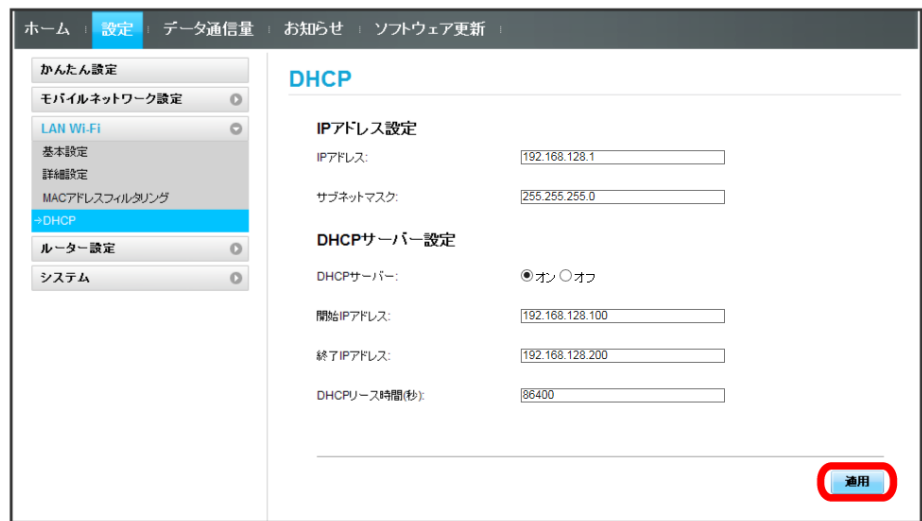 ホーム 設定 データ通信量 お知らせ ソフトウェア更新
かんたん設定
モバイルネットワーク設定
LAN Wi-Fi
基本設定
詳細設定
MACアドレスフィルタリング
→DHCP
ルーター設定
システム
DHCP
IPアドレス設定
IPアドレス: 192.168.128.1
サブネットマスク: 255.255.255.0
DHCPサーバー設定
DHCPサーバー: オン オフ
開始IPアドレス: 192.168.128.100
終了IPアドレス: 192.168.128.200
DHCPリース時間(秒): 86400
適用